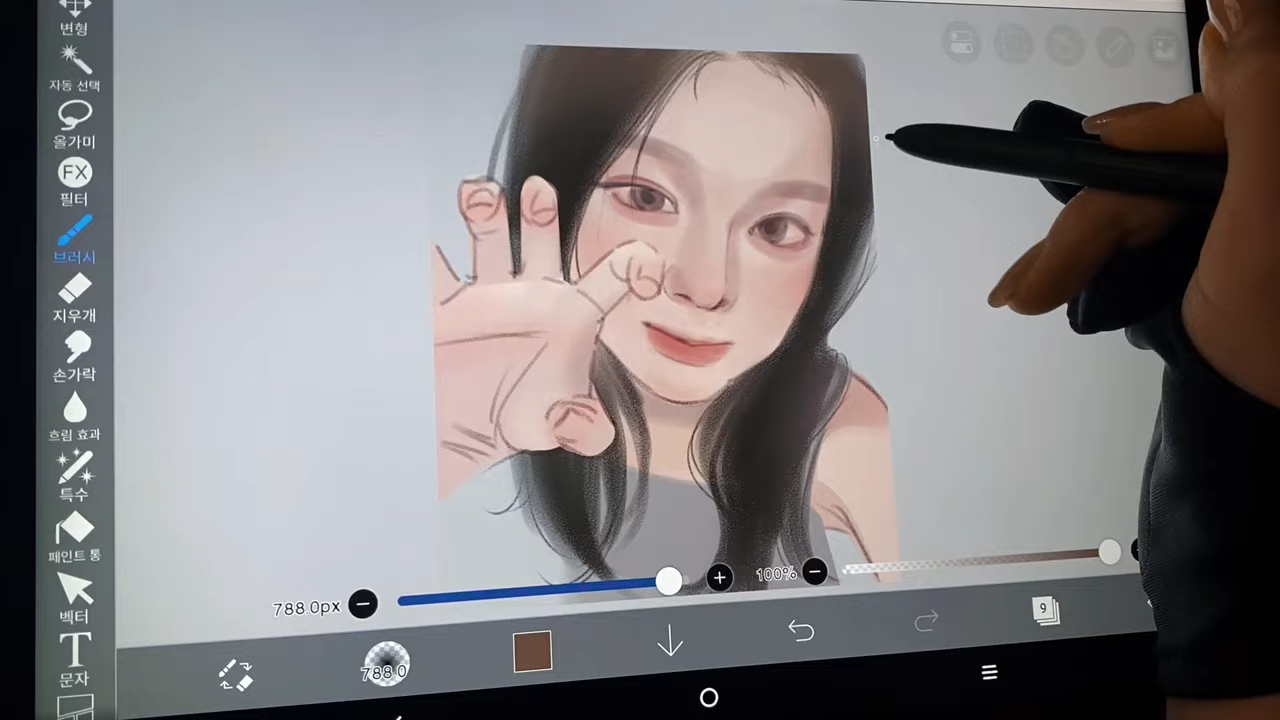 변형
자동 선택
올가미
FX
필터
브러시
지우개
손가락
흐림 효과
특수
페인트 통
벡터
T
문자
788.0px
100%
788.0
9